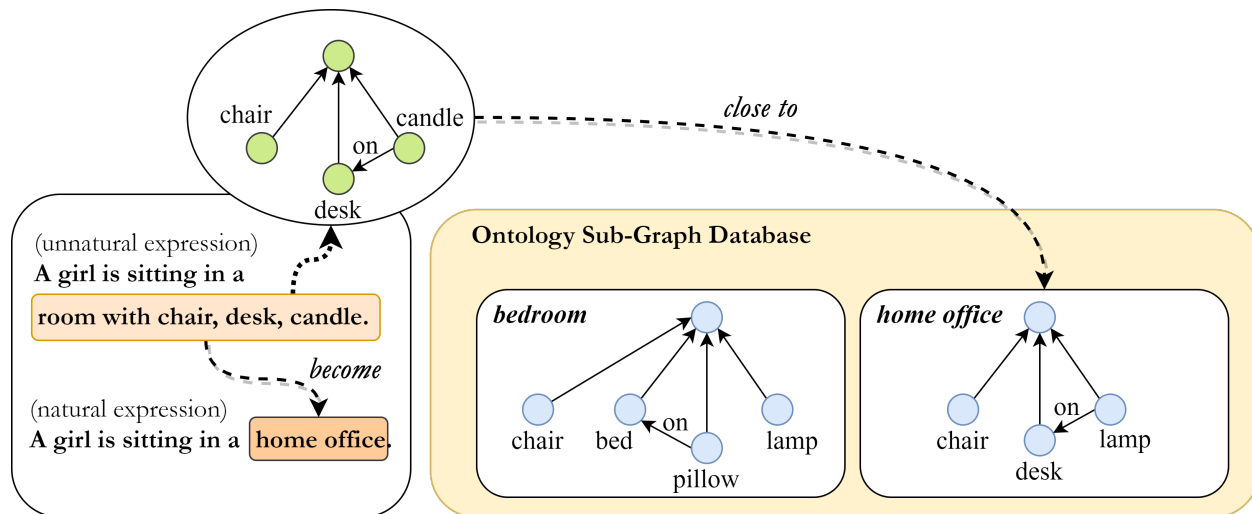 chair
candle
on
desk
close to
(unnatural expression)
A girl is sitting in a
room with chair, desk, candle.
become
(natural expression)
A girl is sitting in a home office.
Ontology Sub-Graph Database
bedroom
chair
bed
on
pillow
lamp
home office
chair
on
desk
lamp